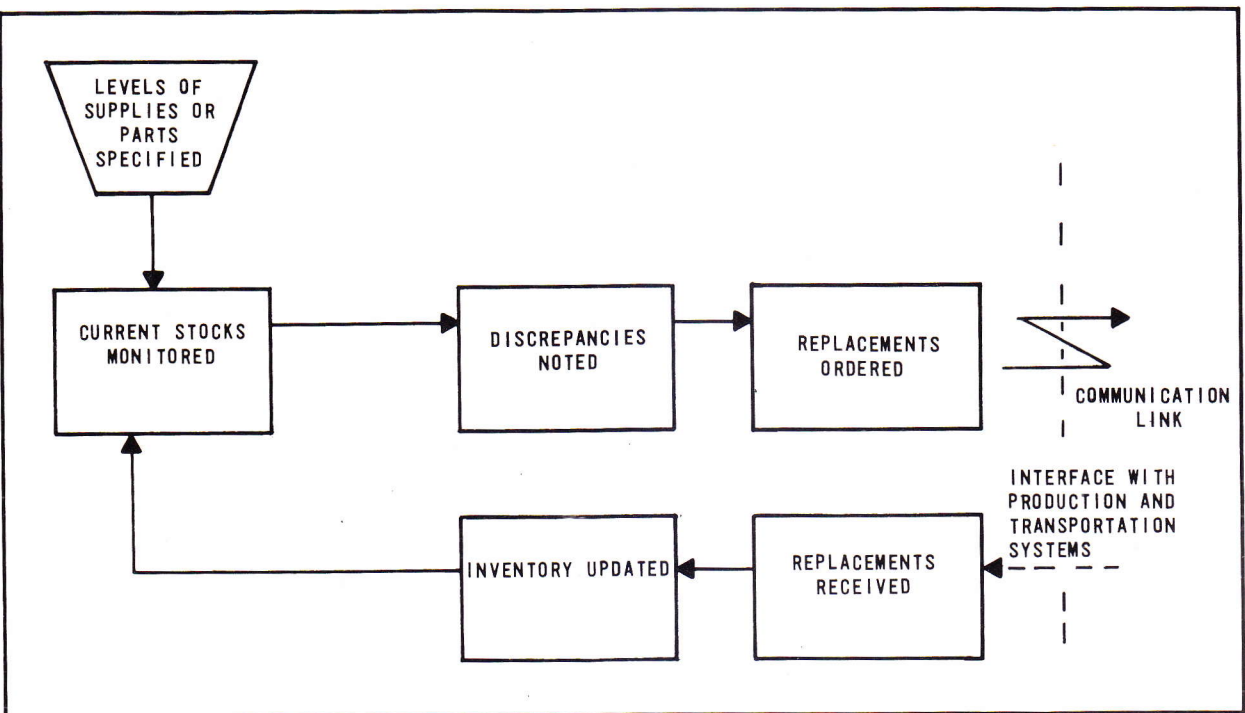 LEVELS OF
SUPPLIES OR
PARTS
SPECIFIED
CURRENT STOCKS
MONITORED
DISCREPANCIES
NOTED
REPLACEMENTS
ORDERED
COMMUNICATION
LINK
INTERFACE WITH
PRODUCTION AND
TRANSPORTATION
SYSTEMS
INVENTORY UPDATED
REPLACEMENTS
RECEIVED